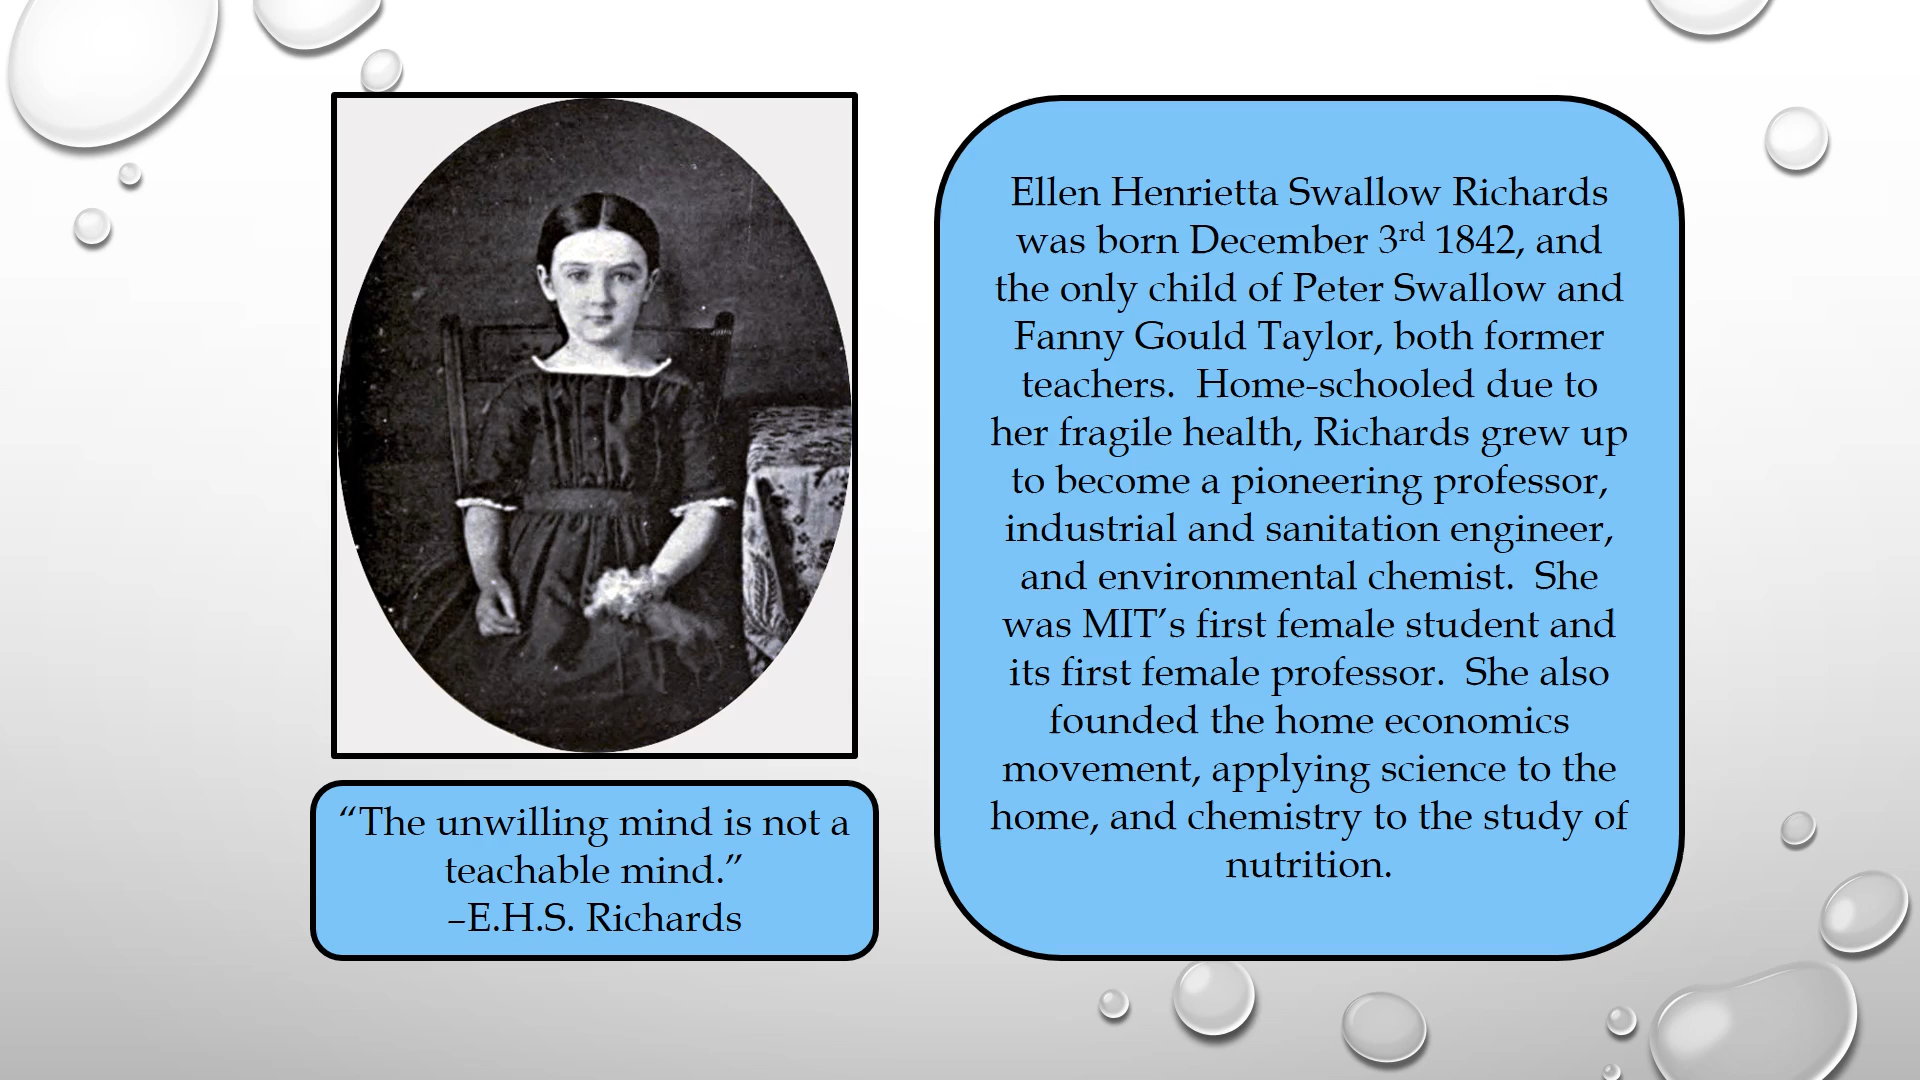 Ellen Henrietta Swallow Richards
was born December 3rd 1842, and
the only child of Peter Swallow and
Fanny Gould Taylor, both former
teachers.  Home-schooled due to
her fragile health, Richards grew up
to become a pioneering professor,
industrial and sanitation engineer,
and environmental chemist.  She
was MIT’s first female student and
its first female professor.  She also
founded the home economics
movement, applying science to the
home, and chemistry to the study of
nutrition.
“The unwilling mind is not a
teachable mind.”
–E.H.S. Richards